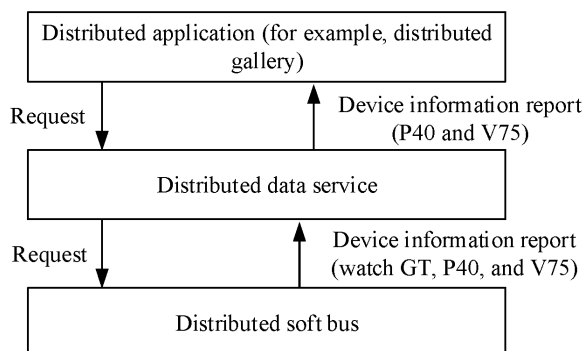 Distributed application (for example, distributed
gallery)
Request
Device information report
(P40 and V75)
Distributed data service
Request
Device information report
(watch GT, P40, and V75)
Distributed soft bus